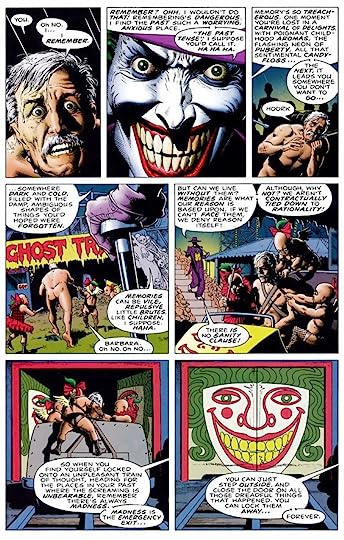 YOU.
OH NO.
I...
I
REMEMBER.
REMEMBER? OHH, I WOULDN'T
DO THAT! REMEMBERING'S DANGEROUS.
I FIND THE PAST SUCH A WORRYING,
ANXIOUS PLACE.
"THE PAST
TENSE," I SUPPOSE
YOU'D CALL IT.
HA HA HA.
MEMORY'S SO TREACH-
EROUS. ONE MOMENT
YOU'RE LOST IN A
CARNIVAL OF DELIGHTS,
WITH POIGNANT CHILD-
HOOD AROMAS, THE
FLASHING NEON
OF PUBERTY, ALL THAT
SENTIMENTAL CANDY-
FLOSS...
THE
NEXT, IT
LEADS YOU
SOMEWHERE
YOU DON'T
WANT TO
GO...
HOORK
SOMEWHERE
DARK AND COLD,
FILLED WITH THE
DAMP, AMBIGUOUS
SHAPES OF
THINGS YOU'D
HOPED WERE
FORGOTTEN.
GHOST TRA
MEMORIES
CAN BE VILE,
REPULSIVE
LITTLE BRUTES.
LIKE CHILDREN,
I SUPPOSE.
HAHA.
BARBARA.
OH NO. OH NO...
BUT CAN WE LIVE
WITHOUT THEM?
MEMORIES ARE WHAT
OUR REASON IS
BASED UPON. IF WE
CAN'T FACE THEM, WE
DENY REASON
ITSELF!
ALTHOUGH, WHY
NOT? WE AREN'T
CONTRACTUALLY
TIED DOWN TO
RATIONALITY!
THERE IS
NO SANITY
CLAUSE!
SO WHEN YOU
FIND YOURSELF LOCKED
ONTO AN UNPLEASANT TRAIN
OF THOUGHT, HEADING FOR
THE PLACES IN YOUR PAST
WHERE THE SCREAMING IS
UNBEARABLE, REMEMBER
THERE'S ALWAYS
MADNESS.
MADNESS IS
THE EMERGENCY
EXIT...
YOU CAN JUST
STEP OUTSIDE, AND
CLOSE THE DOOR ON ALL
THOSE DREADFUL THINGS
THAT HAPPENED. YOU
CAN LOCK THEM
AWAY...
FOREVER.